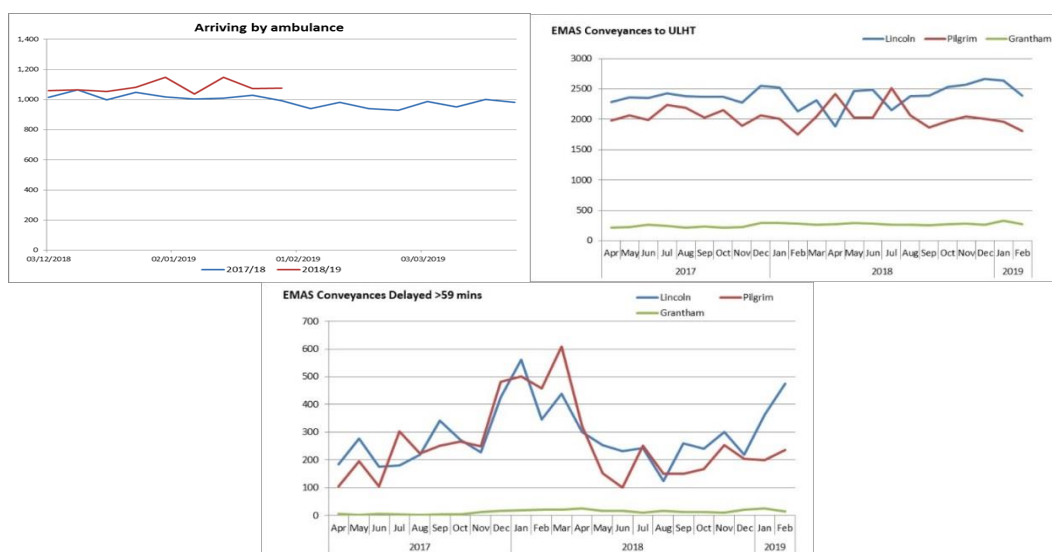 Arriving by ambulance
1,400
1,200
1,000
800
600
400
200
0
03/12/2018 02/01/2019 01/02/2019 03/03/2019
2017/18 2018/19
EMAS Conveyances to ULHT
Lincoln Pilgrim Grantham
3000
2500
2000
1500
1000
500
0
Apr May Jun Jul Aug Sep Oct Nov Dec Jan Feb Mar Apr May Jun Jul Aug Sep Oct Nov Dec Jan Feb
2017 2018 2019
EMAS Conveyances Delayed >59 mins
Lincoln Pilgrim
Grantham
700
600
500
400
300
200
100
0
Apr May Jun Jul Aug Sep Oct Nov Dec Jan Feb Mar Apr May Jun Jul Aug Sep Oct Nov Dec Jan Feb
2017 2018 2019